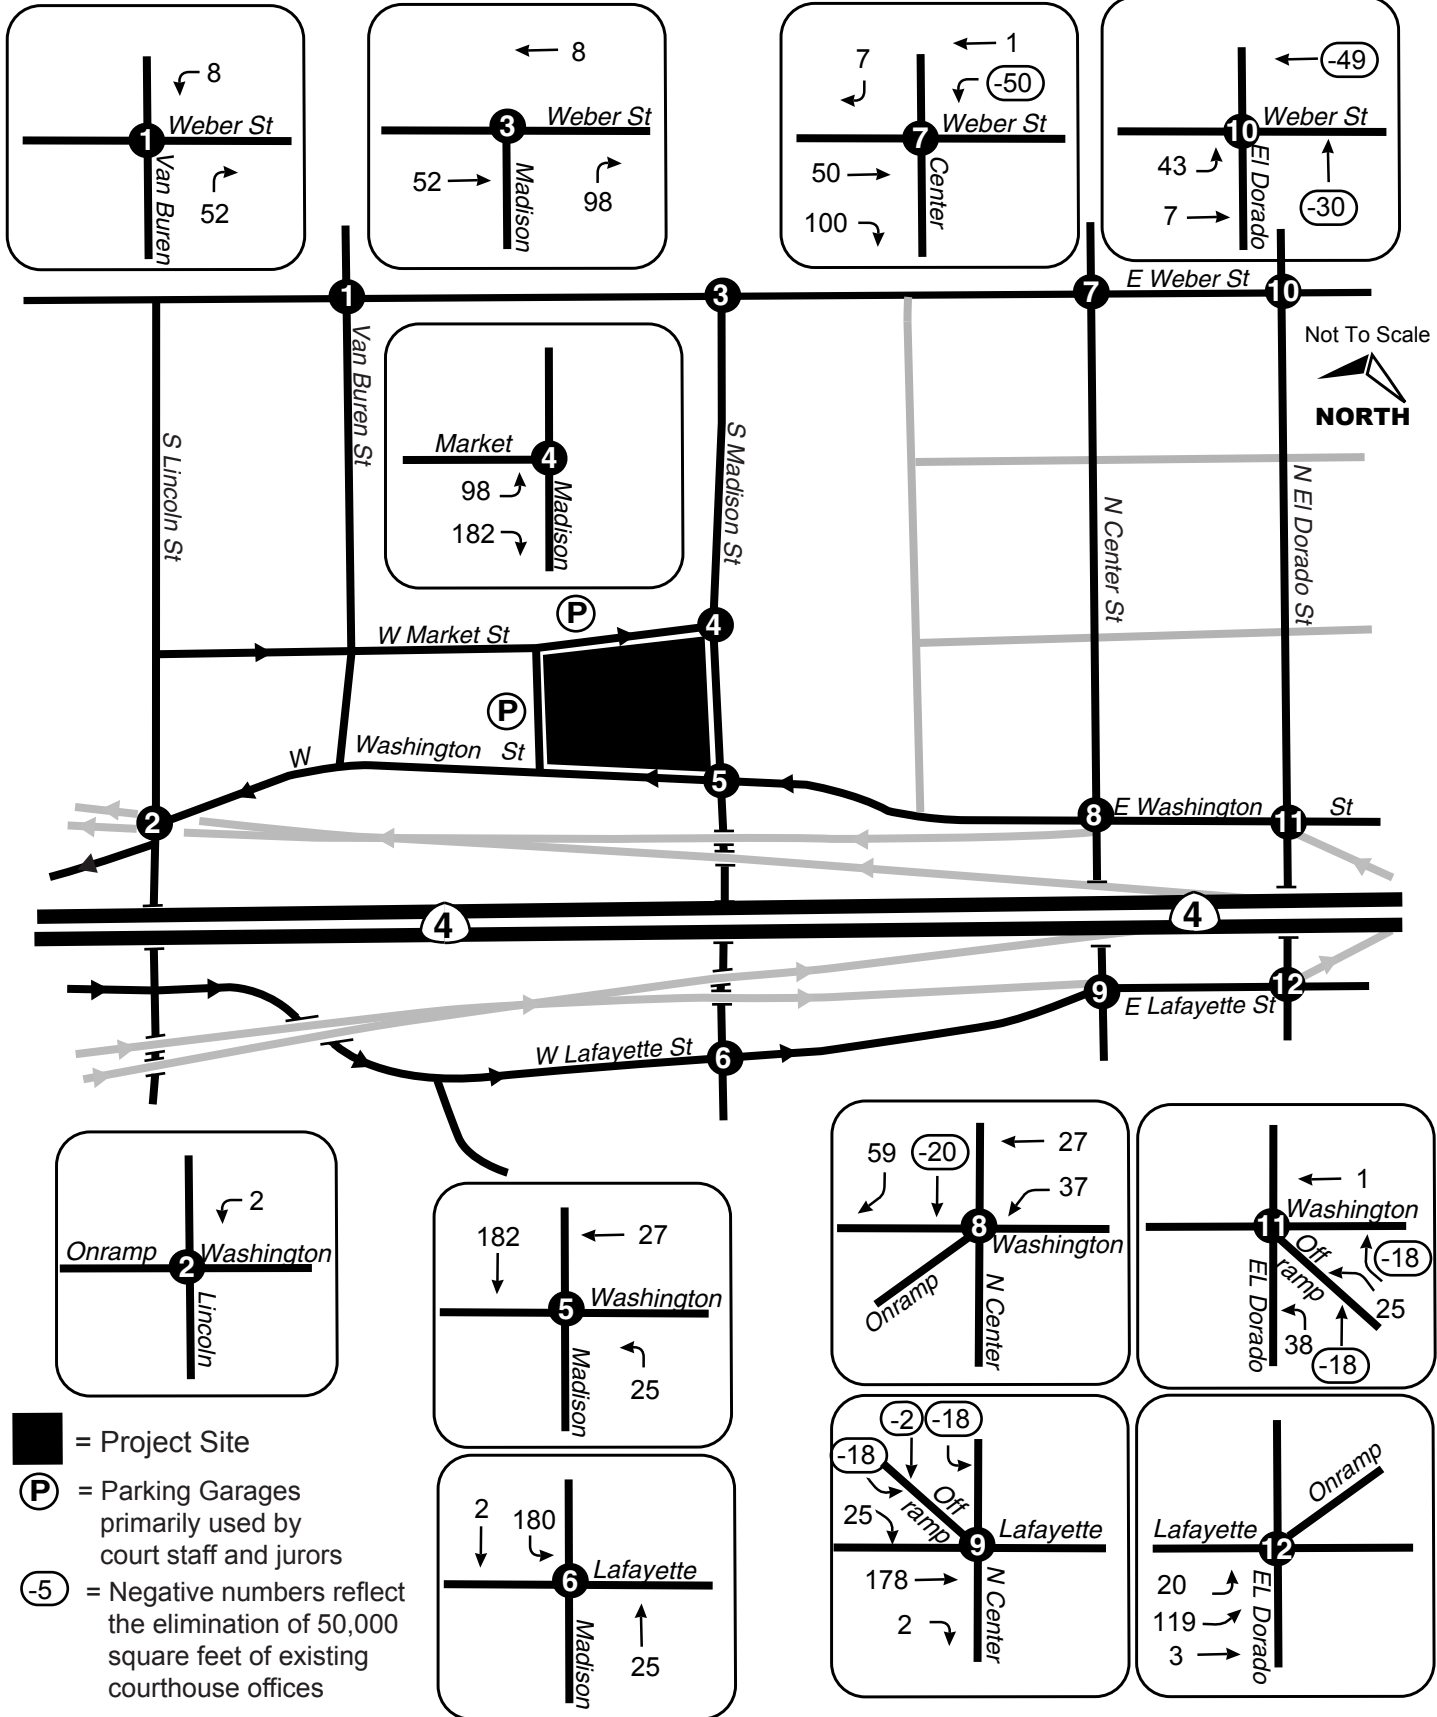 8
1
Weber St
Van Buren
52
8
3
Weber St
52
Madison
98
7
1
-50
7
Weber St
50
Center
100
-49
10
Weber St
43
El Dorado
7
-30
1
3
7
E Weber St
10
Not To Scale
NORTH
S Lincoln St
Van Buren St
Market
4
98
Madison
182
S Madison St
N Center St
N El Dorado St
P
W Market St
4
P
W Washington St
5
2
8
E Washington St
11
4
4
9
12
E Lafayette St
W Lafayette St
6
2
Onramp
2
Washington
Lincoln
182
27
5
Washington
Madison
25
59
-20
27
37
8
Washington
Onramp
N Center
1
11
Washington
Off
ramp
-18
EL Dorado
25
38
-18
= Project Site
P
= Parking Garages
primarily used by
court staff and jurors
-5
= Negative numbers reflect
the elimination of 50,000
square feet of existing
courthouse offices
2
180
6
Lafayette
Madison
25
-2
-18
-18
Off
ramp
25
9
Lafayette
178
N Center
2
Onramp
Lafayette
12
20
119
EL Dorado
3